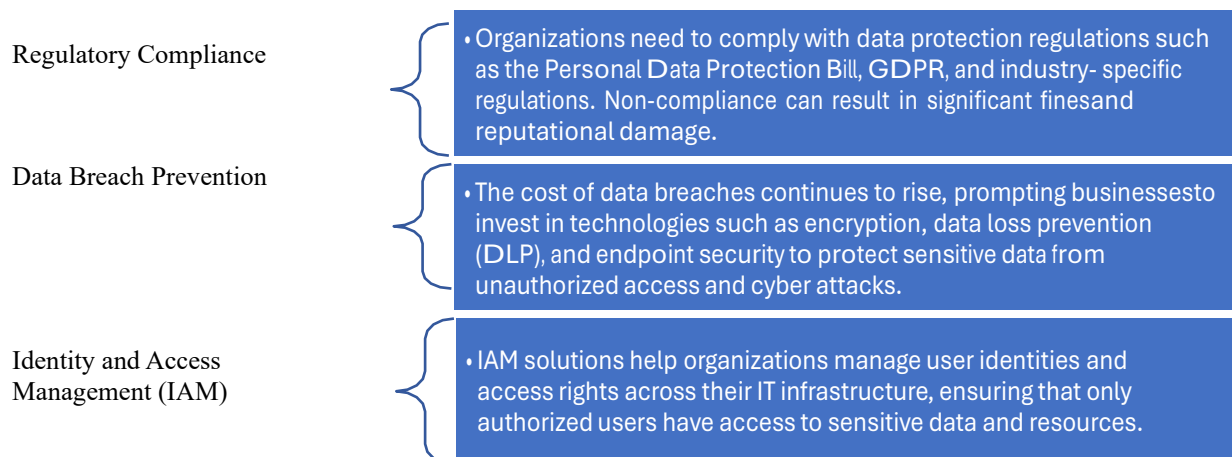 Regulatory Compliance
• Organizations need to comply with data protection regulations such
as the Personal Data Protection Bill, GDPR, and industry- specific
regulations. Non-compliance can result in significant finesand
reputational damage.
Data Breach Prevention
• The cost of data breaches continues to rise, prompting businessesto
invest in technologies such as encryption, data loss prevention
(DLP), and endpoint security to protect sensitive data from
unauthorized access and cyber attacks.
Identity and Access
Management (IAM)
• IAM solutions help organizations manage user identities and
access rights across their IT infrastructure, ensuring that only
authorized users have access to sensitive data and resources.